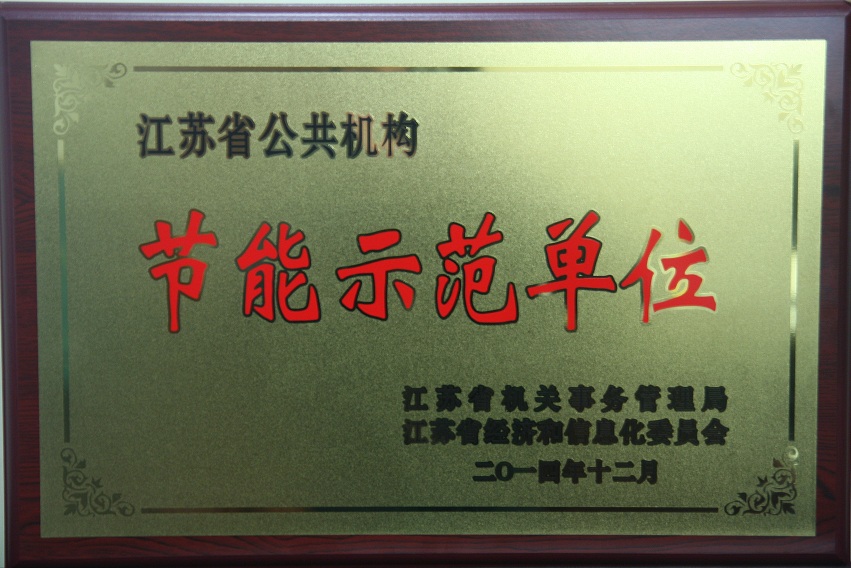 江苏省公共机构
节能示范单位
江苏省机关事务管理局
江苏省经济和信息化委员会
二〇一四年十二月